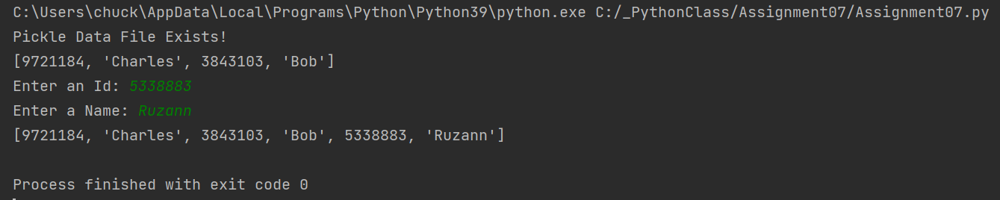 C:\Users\chuck\AppData\Local\Programs\Python\Python39\python.exe C:/_PythonClass/Assignment07/Assignment07.py
Pickle Data File Exists!
[9721184, 'Charles', 3843103, 'Bob']
Enter an Id: 5338883
Enter a Name: Ruzann
[9721184, 'Charles', 3843103, 'Bob', 5338883, 'Ruzann']
Process finished with exit code 0